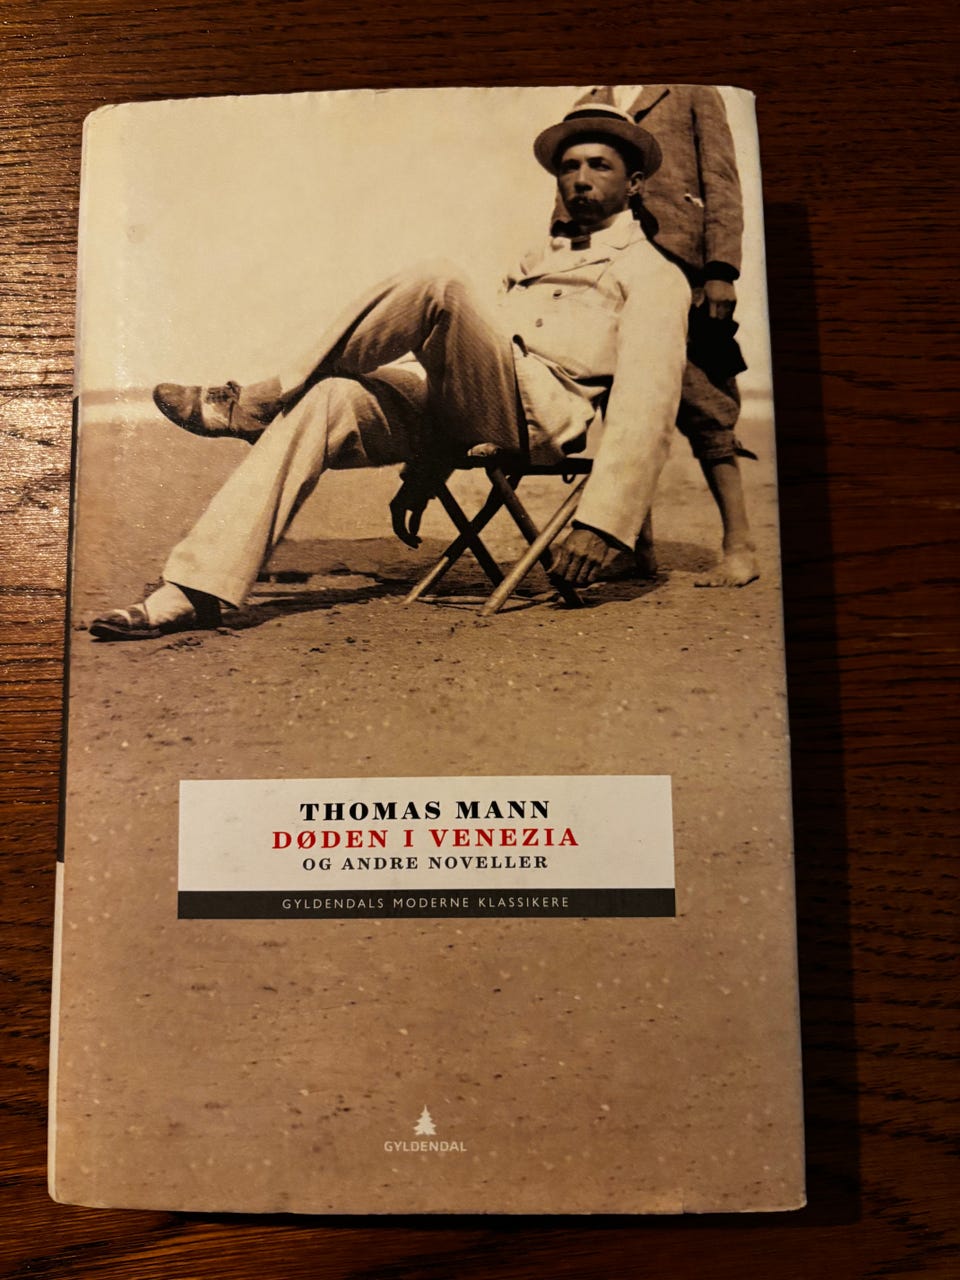 THOMAS MANN
DØDEN I VENEZIA
OG ANDRE NOVELLER
GYLDENDALS MODERNE KLASSIKERE
GYLDENDAL